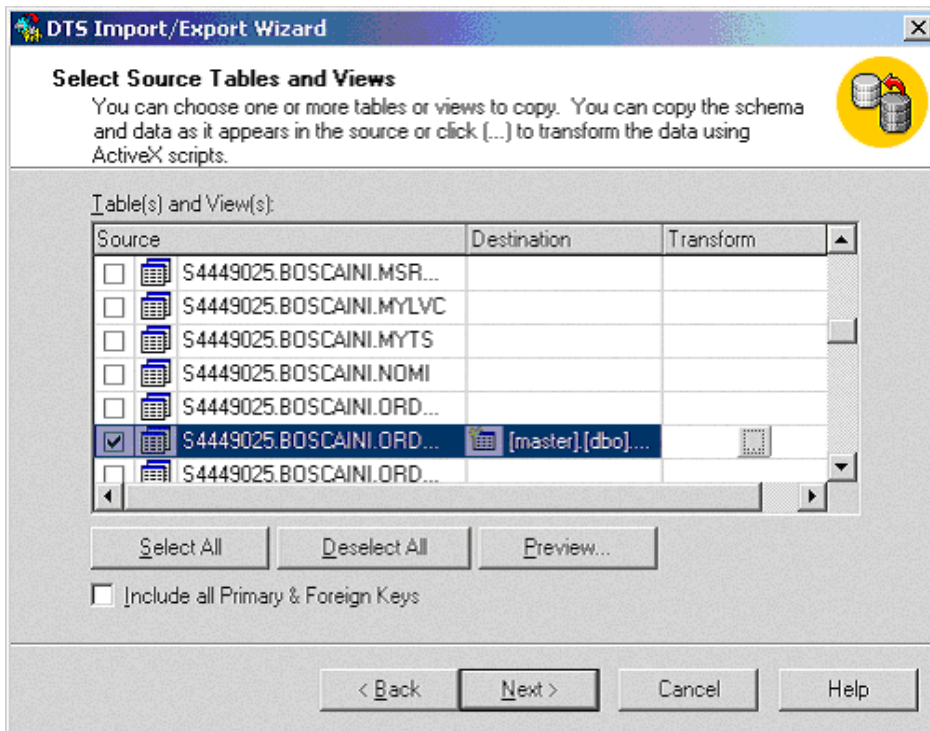 DTS Import/Export Wizard
Select Source Tables and Views
You can choose one or more tables or views to copy. You can copy the schema
and data as it appears in the source or click (...) to transform the data using
ActiveX scripts.
Table(s) and View(s):
Source Destination Transform
S4449025.BOSCAINI.MSR...
S4449025.BOSCAINI.MYLVC
S4449025.BOSCAINI.MYTS
S4449025.BOSCAINI.NOMI
S4449025.BOSCAINI.ORD...
S4449025.BOSCAINI.ORD... [master].[dbo].... ...
S4449025.BOSCAINI.ORD...
Select All Deselect All Preview...
Include all Primary & Foreign Keys
< Back Next > Cancel Help